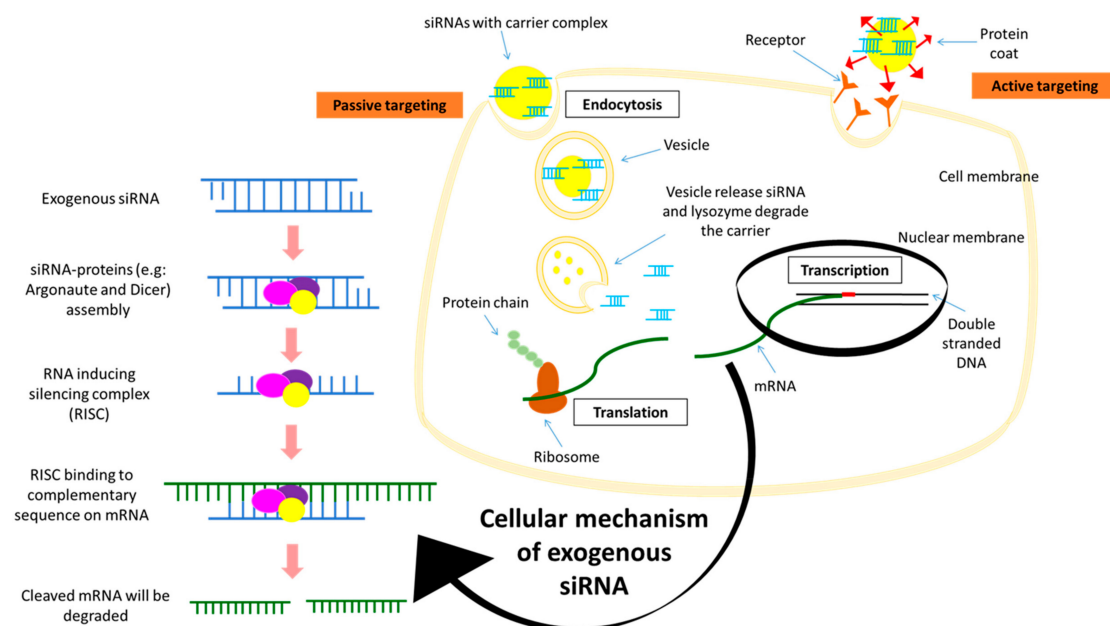 siRNAs with carrier complex
Receptor
Protein
coat
Passive targeting
Endocytosis
Active targeting
Vesicle
Cell membrane
Exogenous siRNA
Vesicle release siRNA
and lysozyme degrade
the carrier
Nuclear membrane
Transcription
siRNA-proteins (e.g:
Argonaute and Dicer)
assembly
Protein chain
Double
stranded
DNA
mRNA
RNA inducing
silencing complex
(RISC)
Translation
Ribosome
RISC binding to
complementary
sequence on mRNA
Cellular mechanism
of exogenous
siRNA
Cleaved mRNA will be
degraded